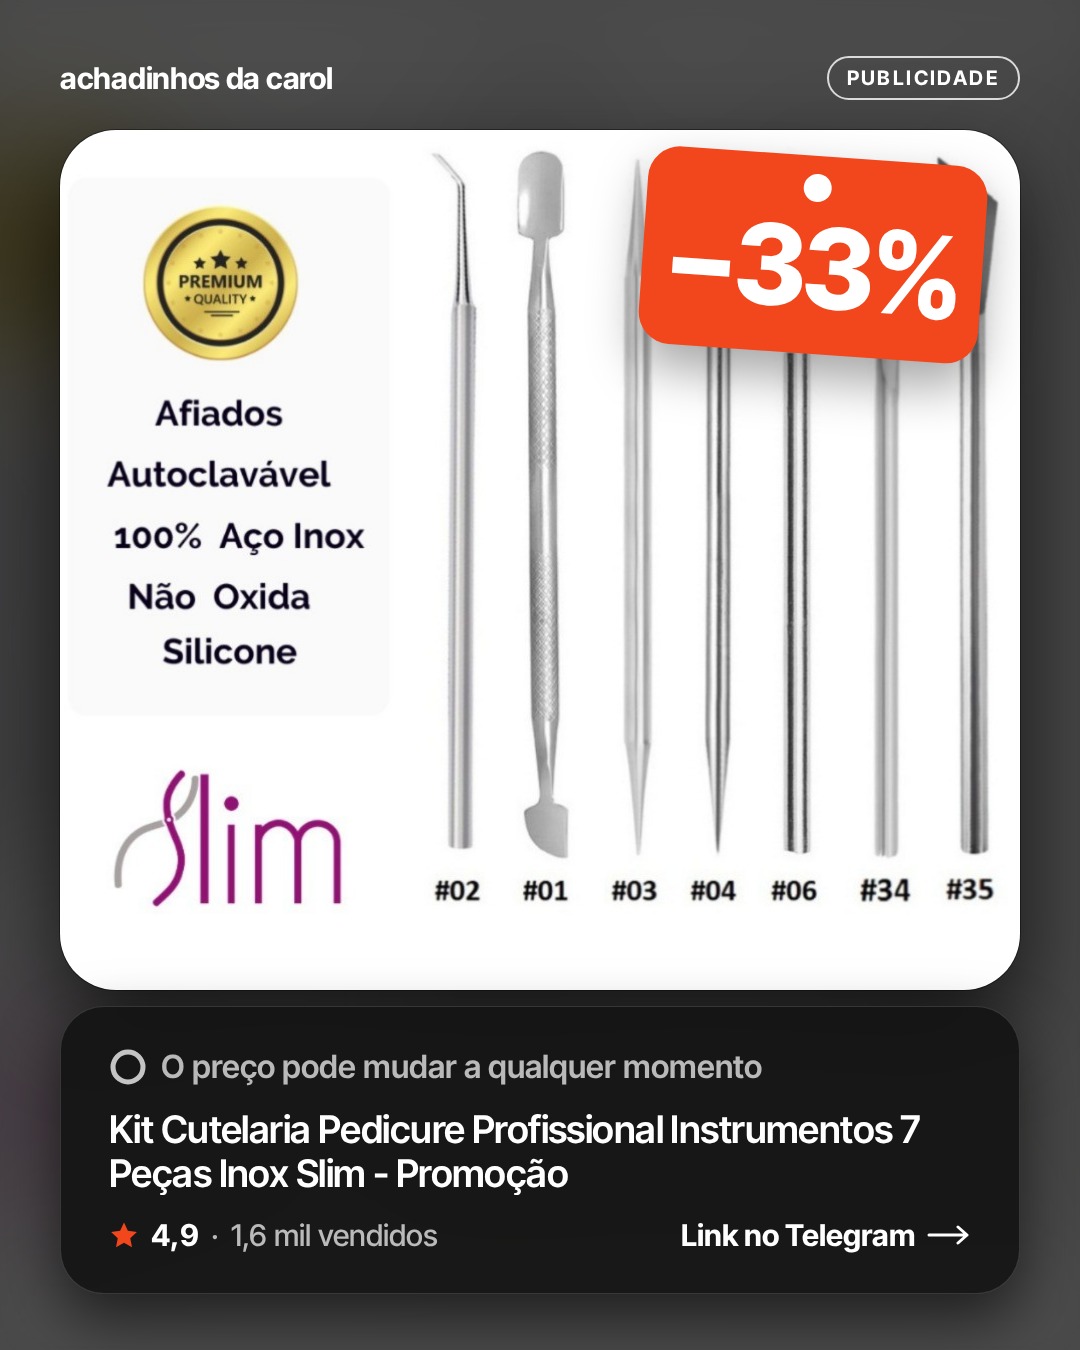 achadinhos da carol
PUBLICIDADE
-33%
PREMIUM
QUALITY
Afiados
Autoclavável
100% Aço Inox
Não Oxida
Silicone
Slim
#02 #01 #03 #04 #06 #34 #35
O preço pode mudar a qualquer momento
Kit Cutelaria Pedicure Profissional Instrumentos 7
Peças Inox Slim - Promoção
4,9 · 1,6 mil vendidos
Link no Telegram →